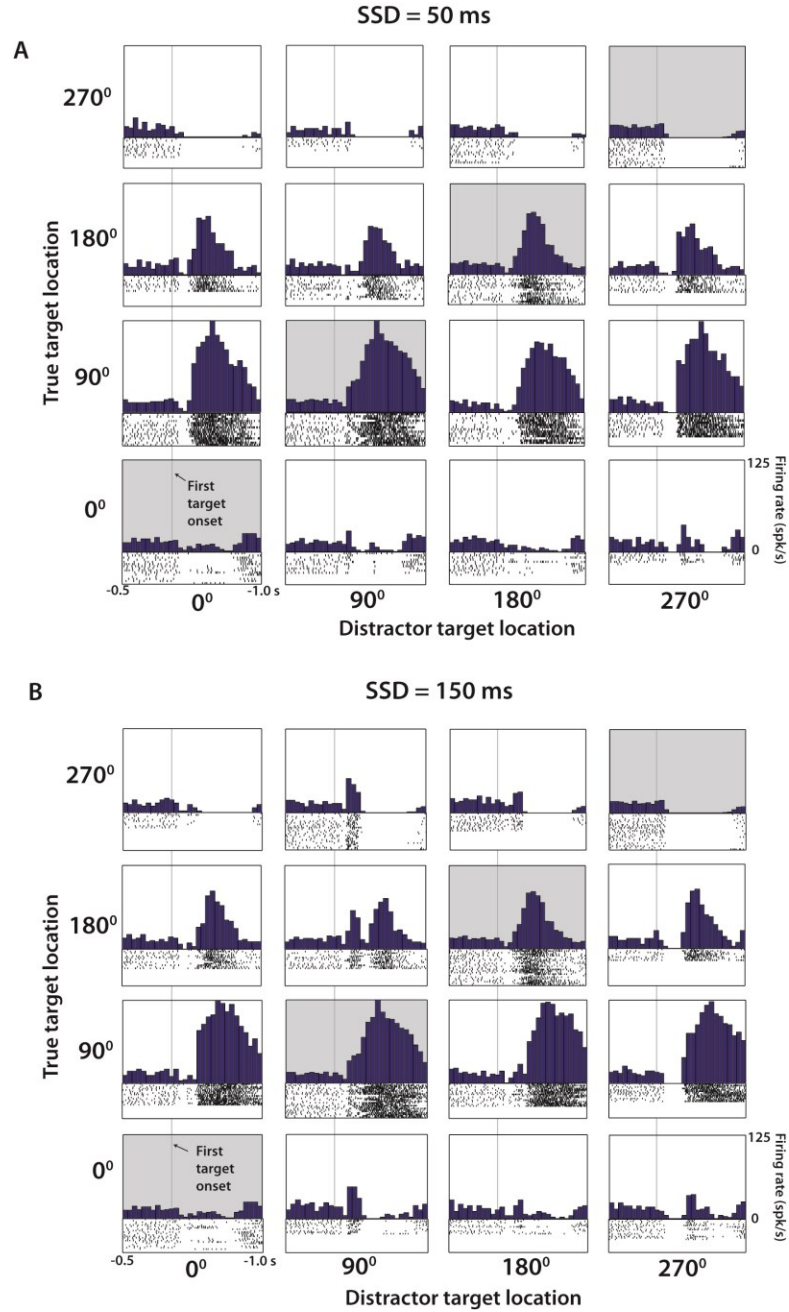 SSD = 50 ms
A
270⁰
180⁰
90⁰
0⁰
True target location
First
target
onset
125
0
Firing rate (spk/s)
-0.5
-1.0 s
0⁰
90⁰
180⁰
270⁰
Distractor target location
B
SSD = 150 ms
270⁰
180⁰
90⁰
0⁰
True target location
First
target
onset
125
0
Firing rate (spk/s)
-0.5
-1.0 s
0⁰
90⁰
180⁰
270⁰
Distractor target location